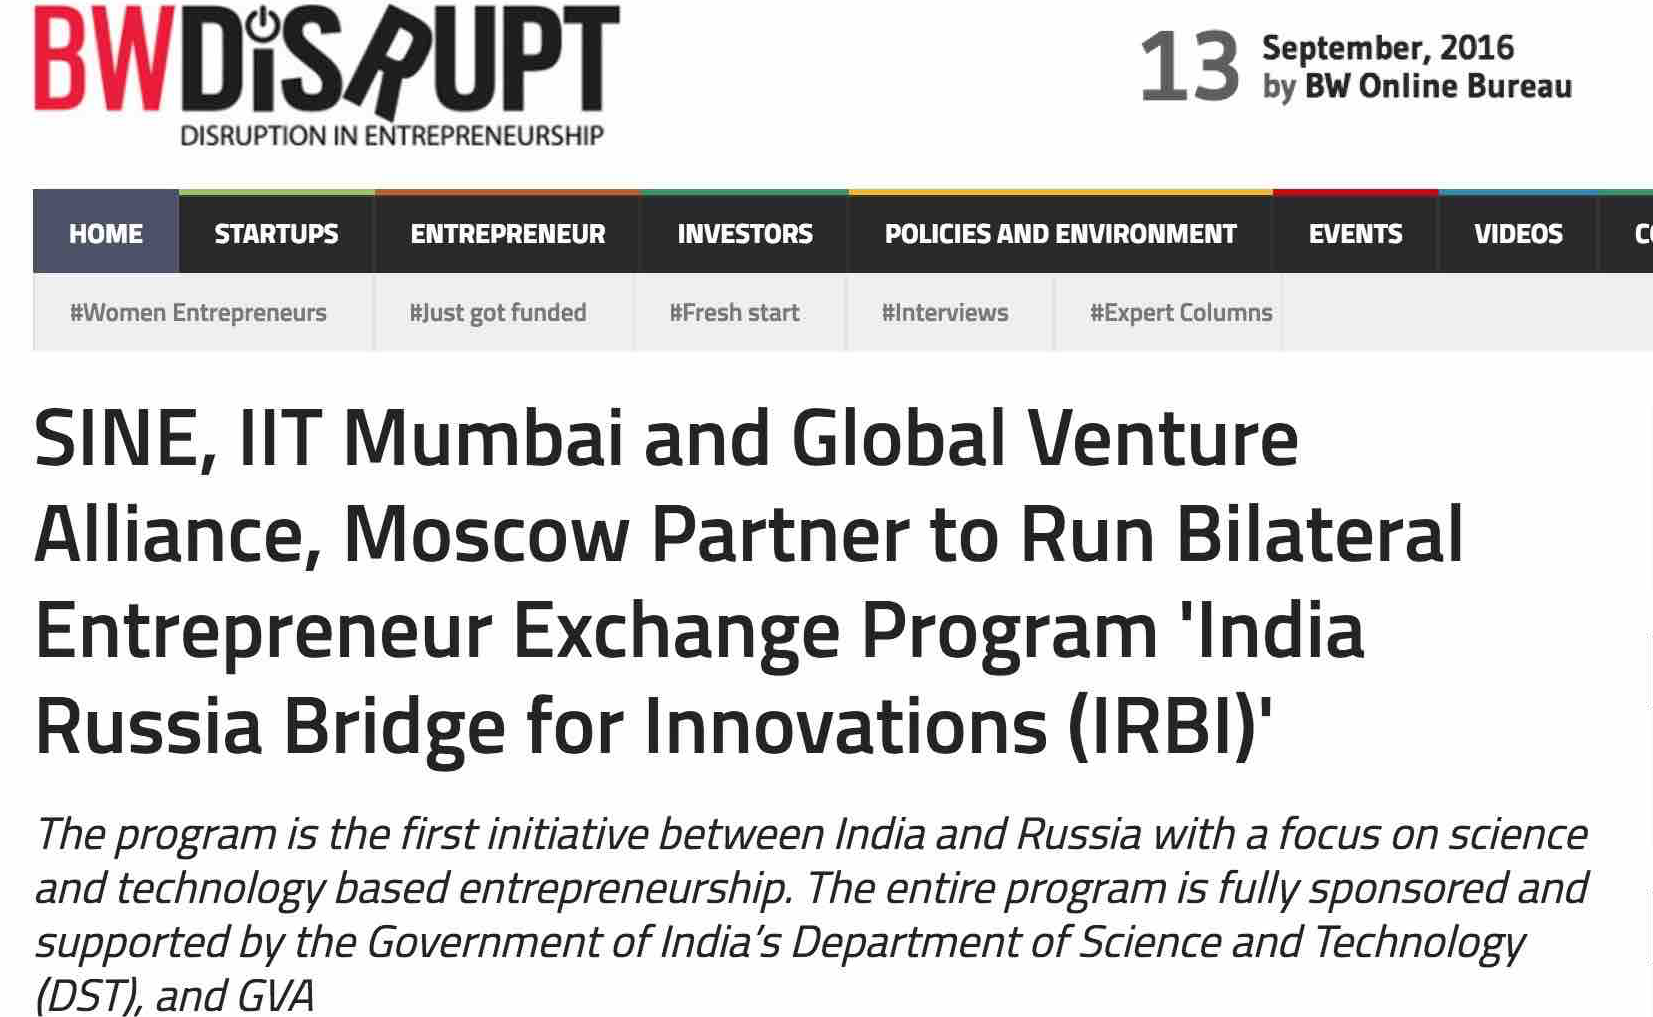 BWDiSRUPT
DISRUPTION IN ENTREPRENEURSHIP
13 September, 2016
by BW Online Bureau
HOME STARTUPS ENTREPRENEUR INVESTORS POLICIES AND ENVIRONMENT EVENTS VIDEOS
#Women Entrepreneurs #Just got funded #Fresh start #Interviews #Expert Columns
SINE, IIT Mumbai and Global Venture
Alliance, Moscow Partner to Run Bilateral
Entrepreneur Exchange Program 'India
Russia Bridge for Innovations (IRBI)'
The program is the first initiative between India and Russia with a focus on science
and technology based entrepreneurship. The entire program is fully sponsored and
supported by the Government of India’s Department of Science and Technology
(DST), and GVA